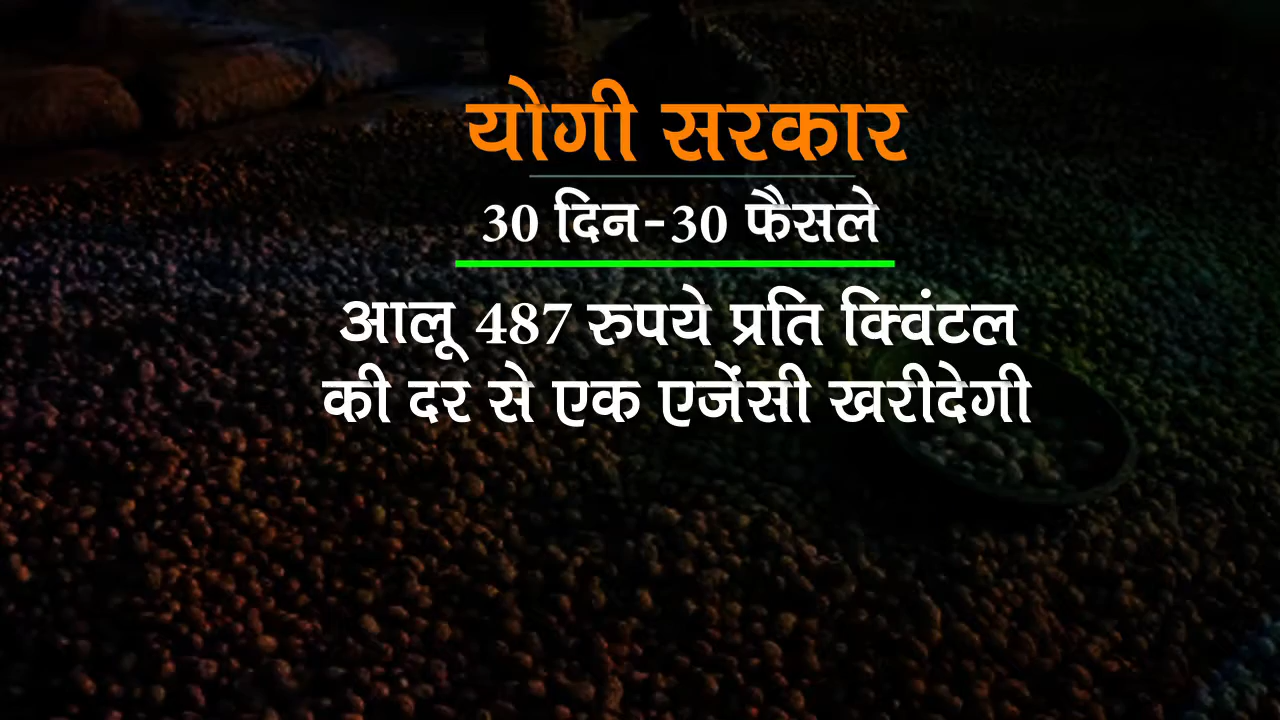 योगी सरकार
30 दिन-30 फैसले
आलू 487 रुपये प्रति क्विंटल
की दर से एक एजेंसी खरीदेगी